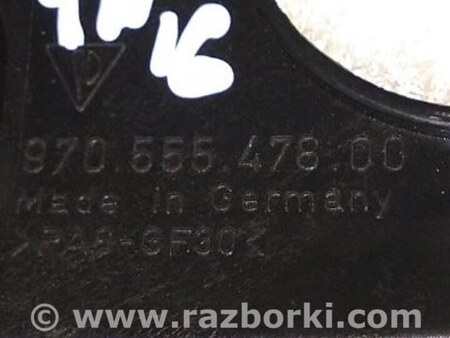 970.555.478.00
Made in Germany
>PA6-GF30<
© www.razborki.com